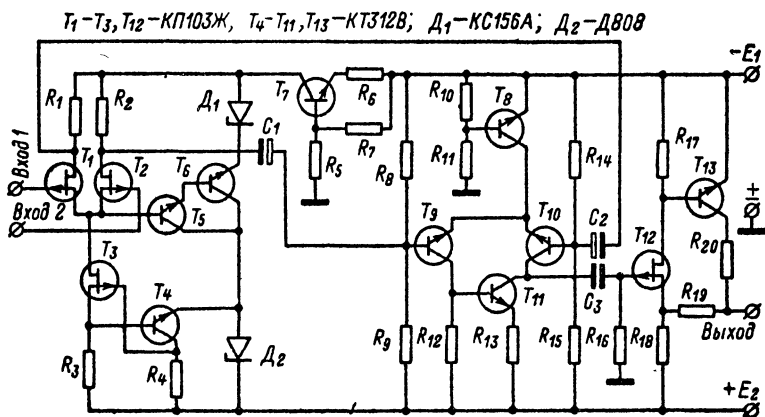 T1-T3, T12-КП103Ж, T4-T11, T13-КТ312В; Д1-КС156А; Д2-Д808
-E1
R1
R2
Д1
T7
R6
R10
T8
R17
C1
R7
R11
R14
T13
Вход 1
T1
T2
T6
R5
R8
Вход 2
T5
T9
T10
C2
T12
R20
T3
T4
T11
C3
R19
Выход
R3
R4
Д2
R9
R12
R13
R15
R16
R18
+E2